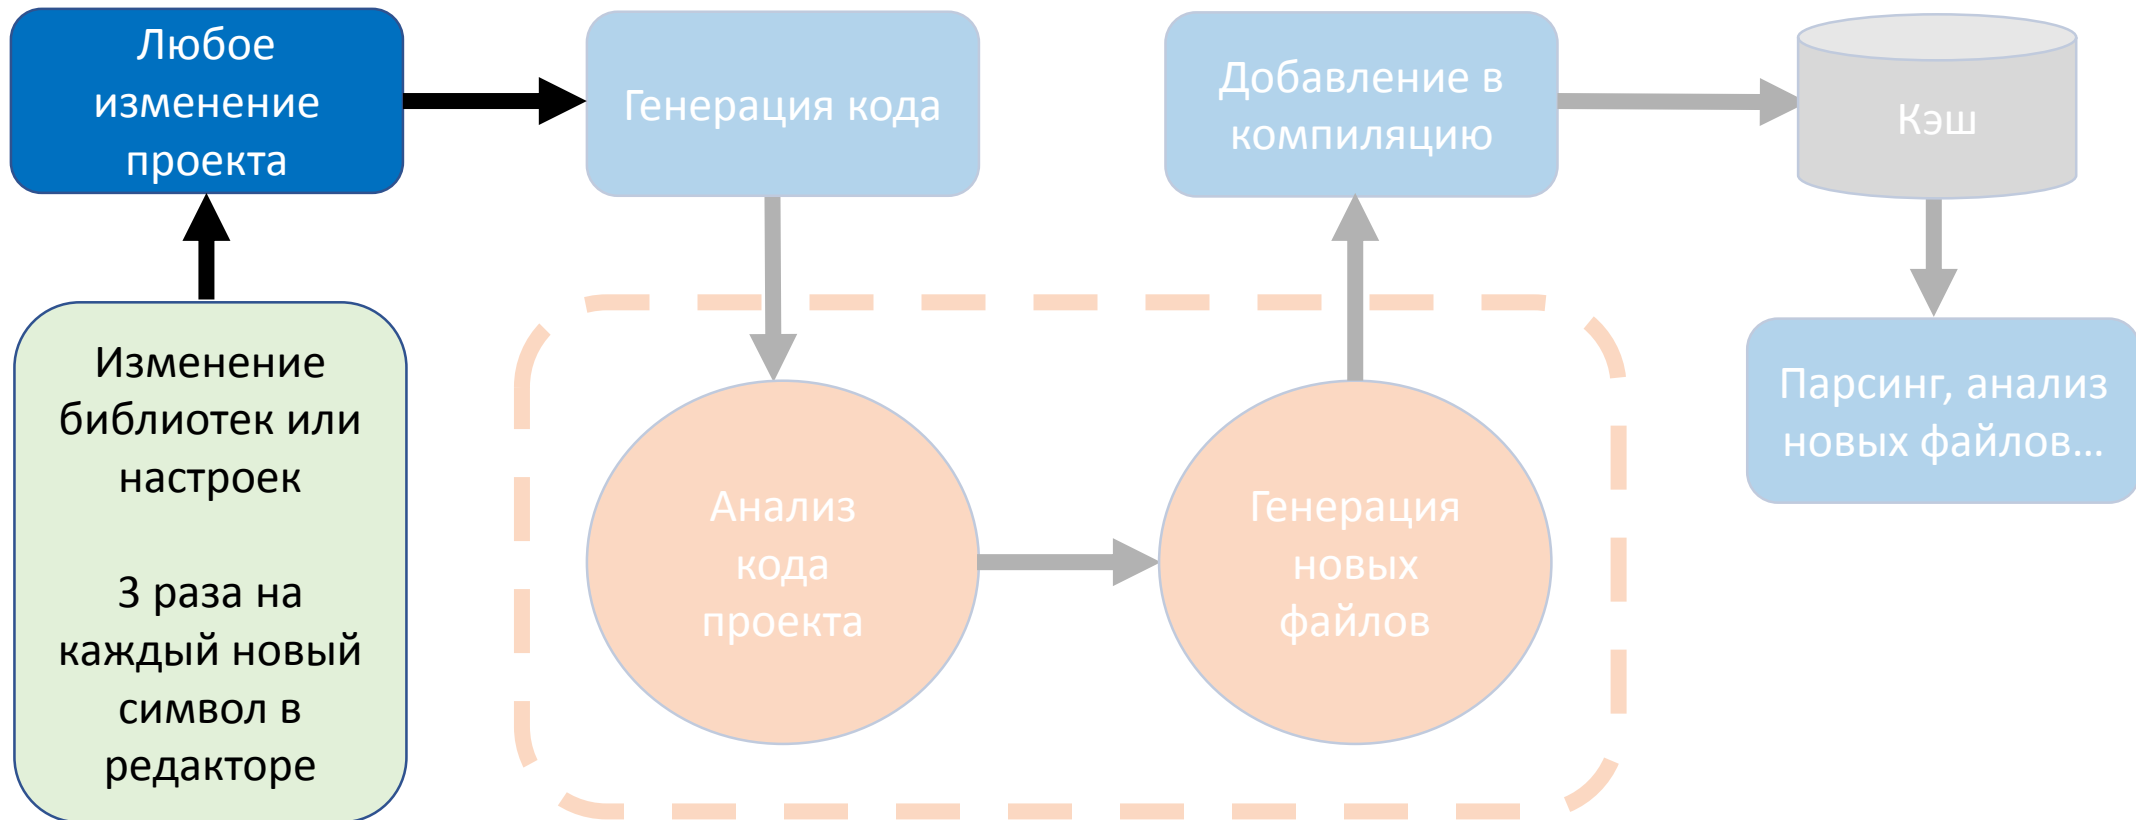 Любое
изменение
проекта
Генерация кода
Добавление в
компиляцию
Кэш
Изменение
библиотек или
настроек
3 раза на
каждый новый
символ в
редакторе
Анализ
кода
проекта
Генерация
новых
файлов
Парсинг, анализ
новых файлов...